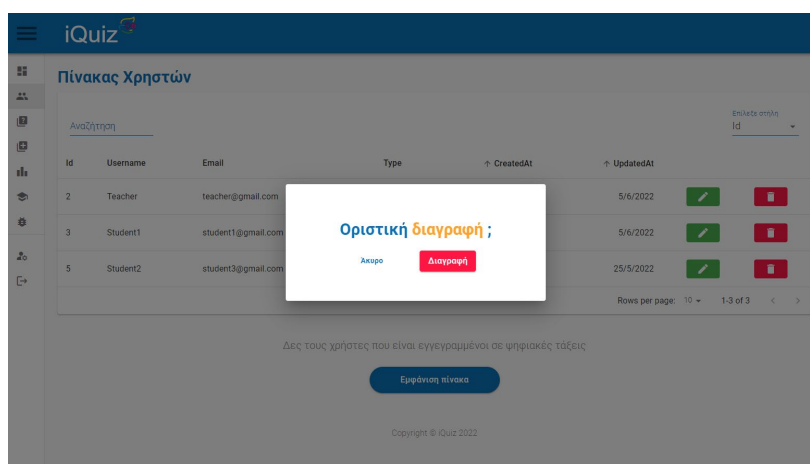 iQuiz
Πίνακας Χρηστών
Αναζήτηση
Επίλεξε στήλη
Id
Id Username Email Type ↑ CreatedAt ↑ UpdatedAt
2 Teacher teacher@gmail.com 5/6/2022
3 Student1 student1@gmail.com 5/6/2022
5 Student2 student3@gmail.com 25/5/2022
Οριστική διαγραφή ;
Άκυρο Διαγραφή
Rows per page: 10 1-3 of 3
Δες τους χρήστες που είναι εγγεγραμμένοι σε ψηφιακές τάξεις
Εμφάνιση πίνακα
Copyright © iQuiz 2022